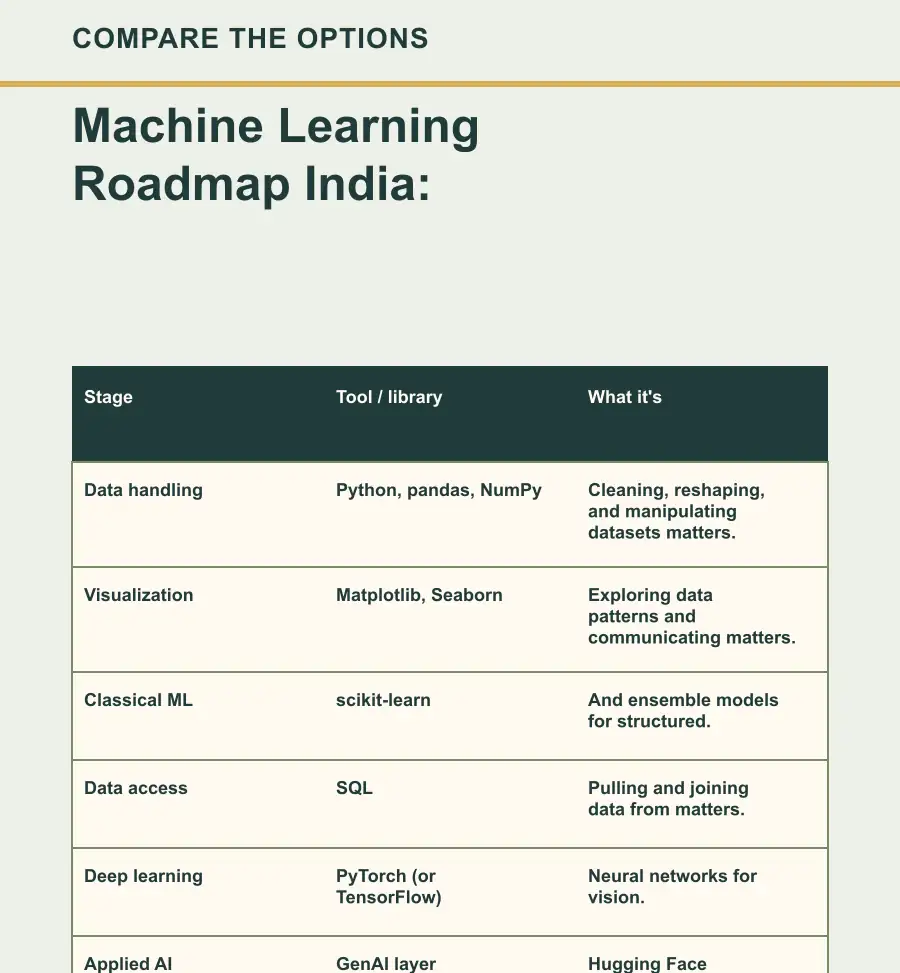 COMPARE THE OPTIONS
Machine Learning
Roadmap India:
Stage Tool / library What it's
Data handling Python, pandas, NumPy Cleaning, reshaping,
and manipulating
datasets matters.
Visualization Matplotlib, Seaborn Exploring data
patterns and
communicating matters.
Classical ML scikit-learn And ensemble models
for structured.
Data access SQL Pulling and joining
data from matters.
Deep learning PyTorch (or Neural networks for
TensorFlow) vision.
Applied AI GenAI layer Hugging Face